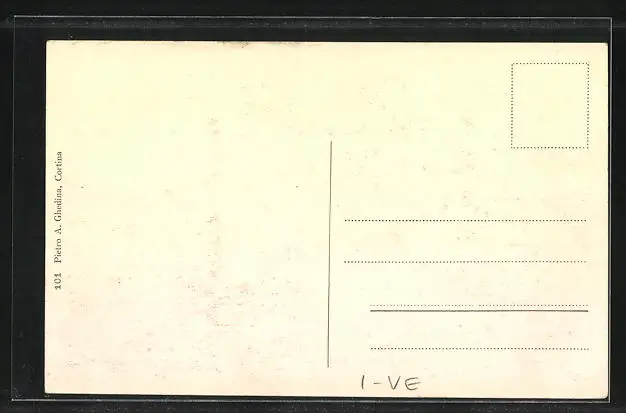 101 Pietro A. Ghedina, Cortina
I-VE